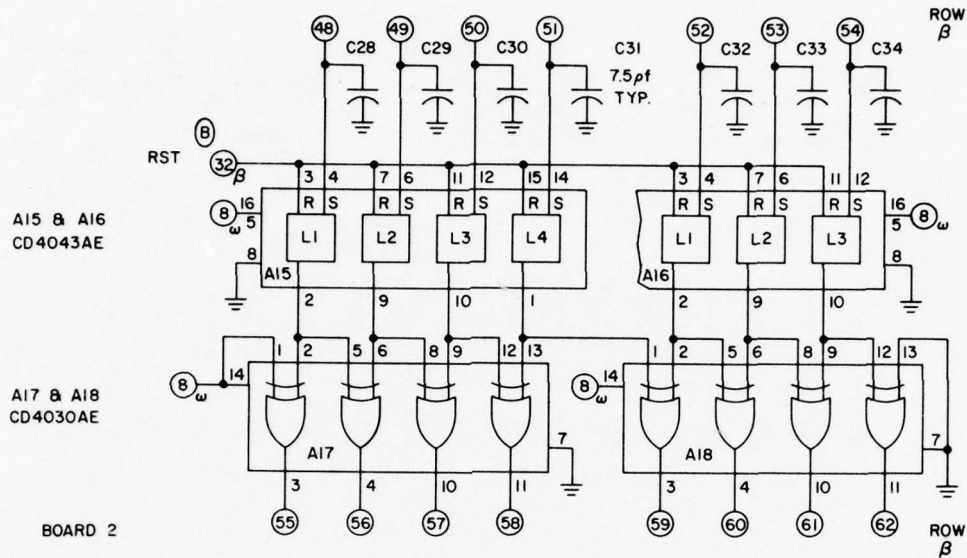 48 49 50 51 52 53 54 ROW
C28 C29 C30 C31 C32 C33 C34 β
7.5ρf
TYP.
B
RST 32 β
3 4 7 6 11 12 15 14 3 4 7 6 11 12
A15 & A16 8 ω 16 R S R S R S R S R S R S R S 16 8 ω
CD4043AE 5 L1 L2 L3 L4 L1 L2 L3 5
8 A15 A16 8
2 9 10 1 2 9 10
1 2 5 6 8 9 12 13 1 2 5 6 8 9 12 13
A17 & A18 8 ω 14 8 ω 14
CD4030AE
A17 7 A18 7
3 4 10 11 3 4 10 11
55 56 57 58 59 60 61 62 ROW
BOARD 2 β